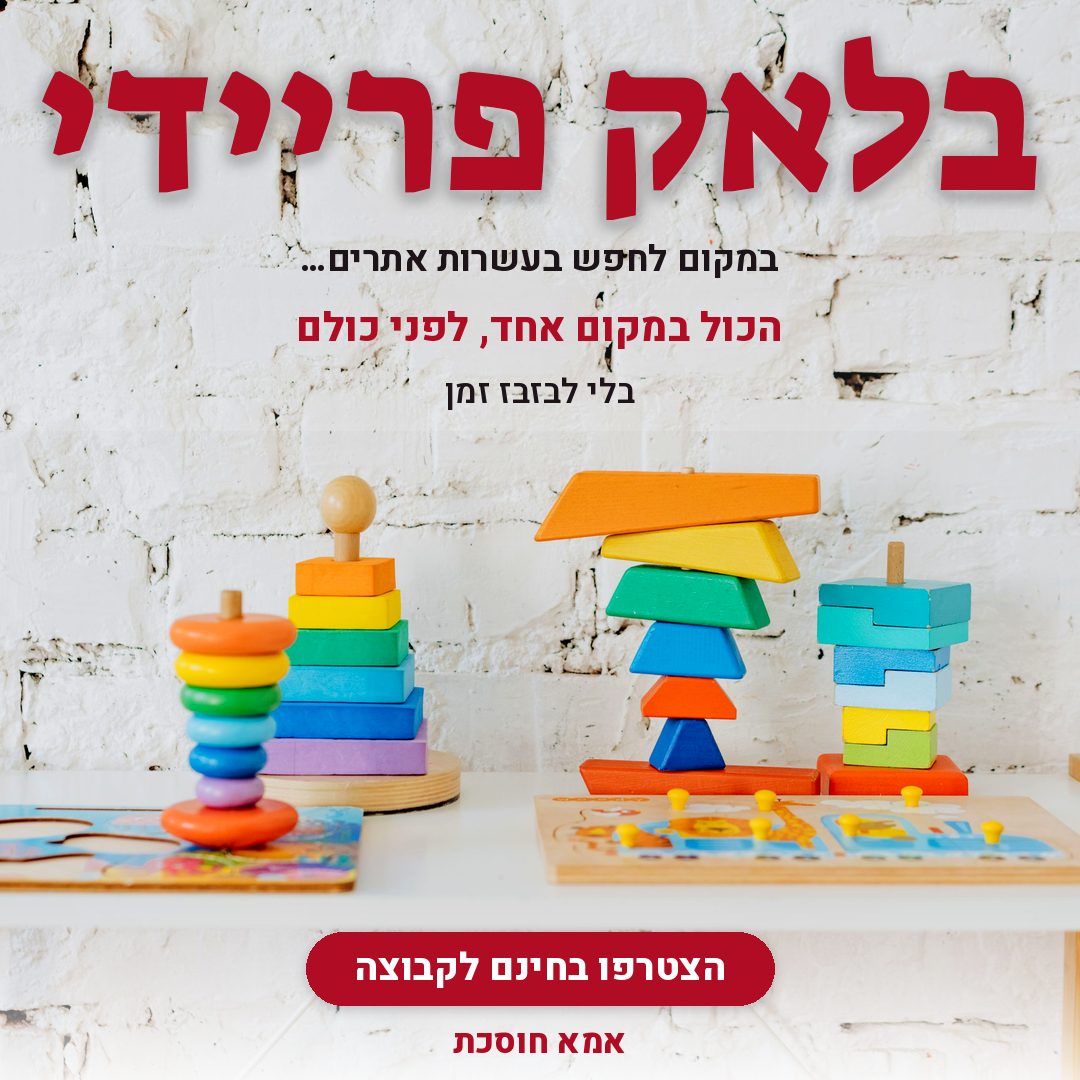 בלאק פריידי
במקום לחפש בעשרות אתרים...
הכול במקום אחד, לפני כולם
בלי לבזבז זמן
הצטרפו בחינם לקבוצה
אמא חוסכת